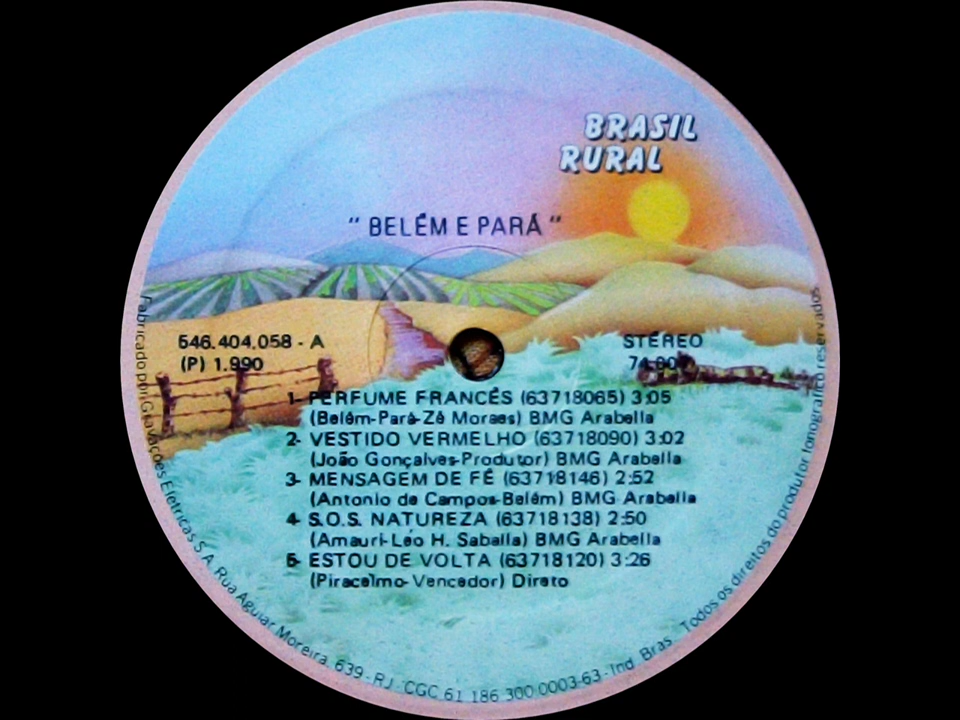 BRASIL
RURAL
" BELÉM E PARÁ "
546.404.058 - A
(P) 1.990
STÉREO
1- PERFUME FRANCÉS (63718065) 3:05
(Belém-Pará-Zé Moraes) BMG Arabella
2- VESTIDO VERMELHO (63718090) 3:02
(João Gonçalves-Produtor) BMG Arabella
3- MENSAGEM DE FÉ (63718146) 2:52
(Antonio de Campos-Belém) BMG Arabella
4- S.O.S. NATUREZA (63718138) 2:50
(Amauri-Léo H. Saballa) BMG Arabella
5- ESTOU DE VOLTA (63718120) 3:26
(Piracelmo-Vencedor) Direto
Fabricado por Gravações Eletricas S A. Rua Aguiar Moreira, 639 - RJ - CGC 61 186 300 0003-63 - Ind. Bras. Todos os direitos do produtor fonografico reservados